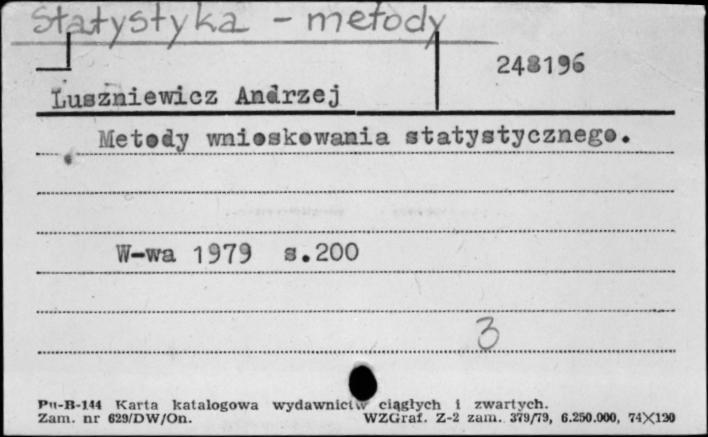 Statystyka - metody
248196
Luszniewicz Andrzej
Metody wnioskowania statystycznego.
W-wa 1979 s.200
3
Pu-B-144 Karta katalogowa wydawnictw ciągłych i zwartych.
Zam. nr 629/DW/On. WZGraf. Z-2 zam. 379/79, 6.250.000, 74X120